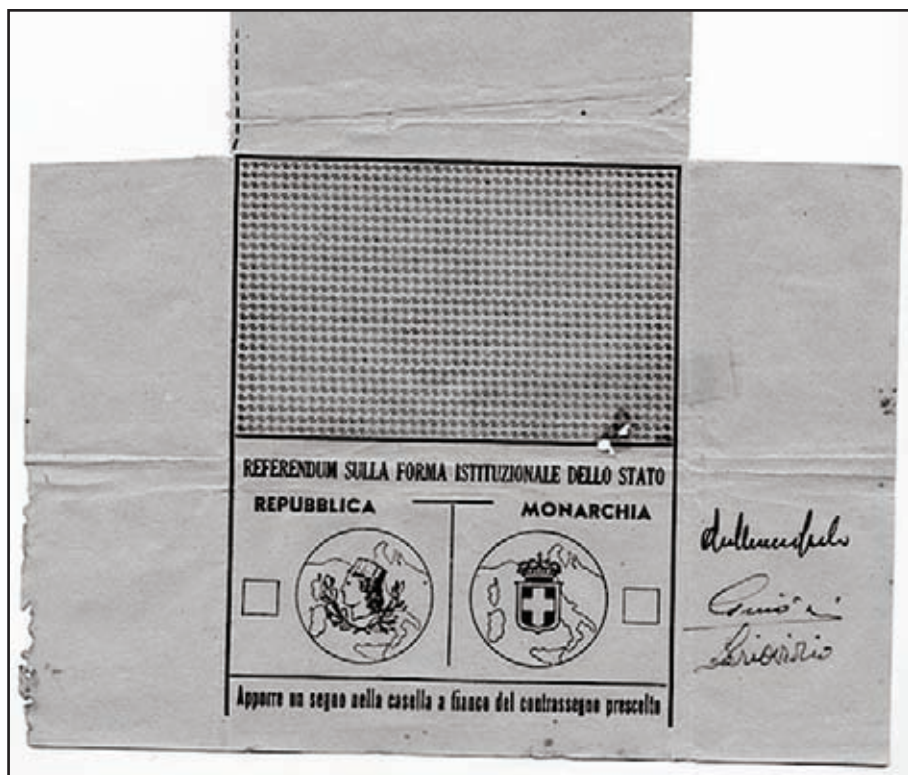 REFERENDUM SULLA FORMA ISTITUZIONALE DELLO STATO
REPUBBLICA MONARCHIA
Apporre un segno nella casella a fianco del contrassegno prescelto